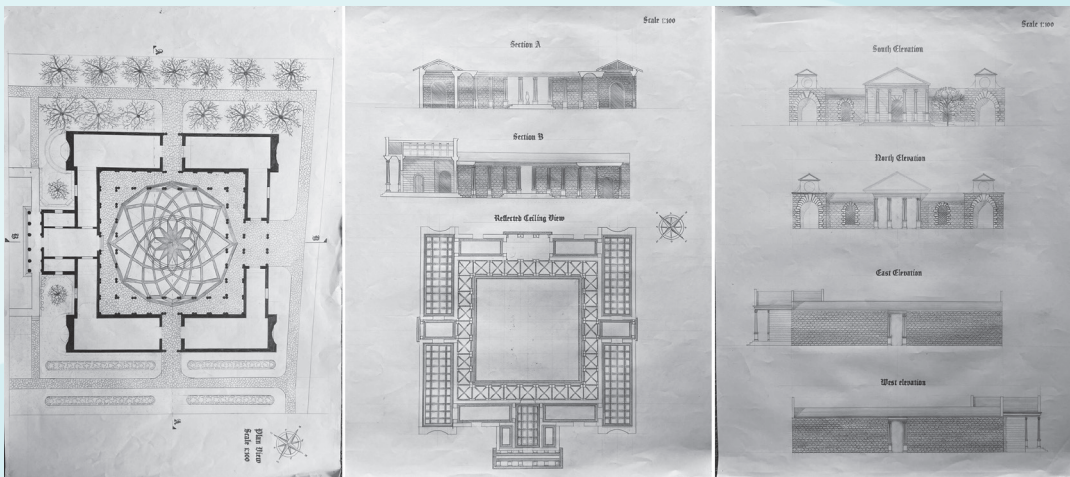 A
B
B
A
Plan View
Scale 1:100
Scale 1:100
Section A
Section B
Reflected Ceiling View
Scale 1:100
South Elevation
North Elevation
East Elevation
West elevation